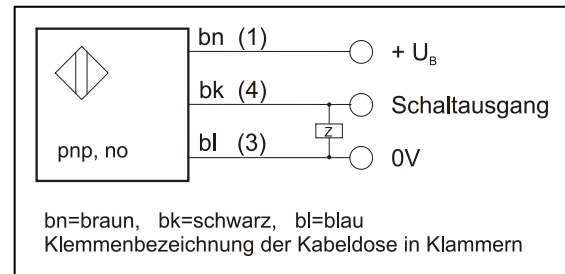 bn (1)
+ U_B
bk (4)
Schaltausgang
Z
pnp, no
bl (3)
0V
bn=braun, bk=schwarz, bl=blau
Klemmenbezeichnung der Kabeldose in Klammern